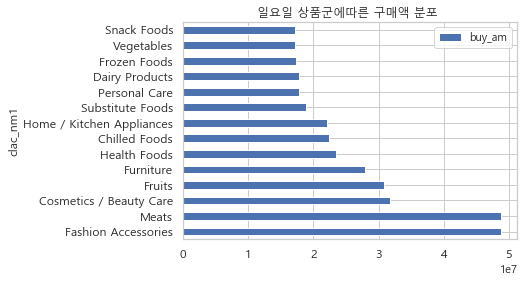 일요일 상품군에따른 구매액 분포
buy_am
clac_nm1
Snack Foods
Vegetables
Frozen Foods
Dairy Products
Personal Care
Substitute Foods
Home / Kitchen Appliances
Chilled Foods
Health Foods
Furniture
Fruits
Cosmetics / Beauty Care
Meats
Fashion Accessories
0 1 2 3 4 5
1e7